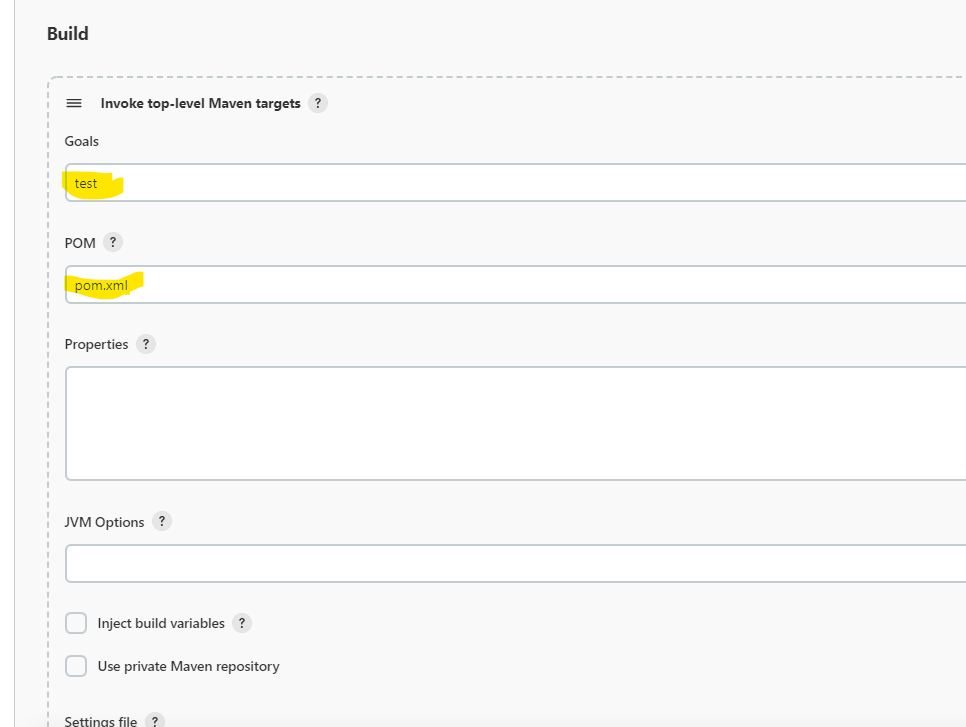 Build
Invoke top-level Maven targets ?
Goals
test
POM ?
pom.xml
Properties ?
JVM Options ?
Inject build variables ?
Use private Maven repository
Settings file ?